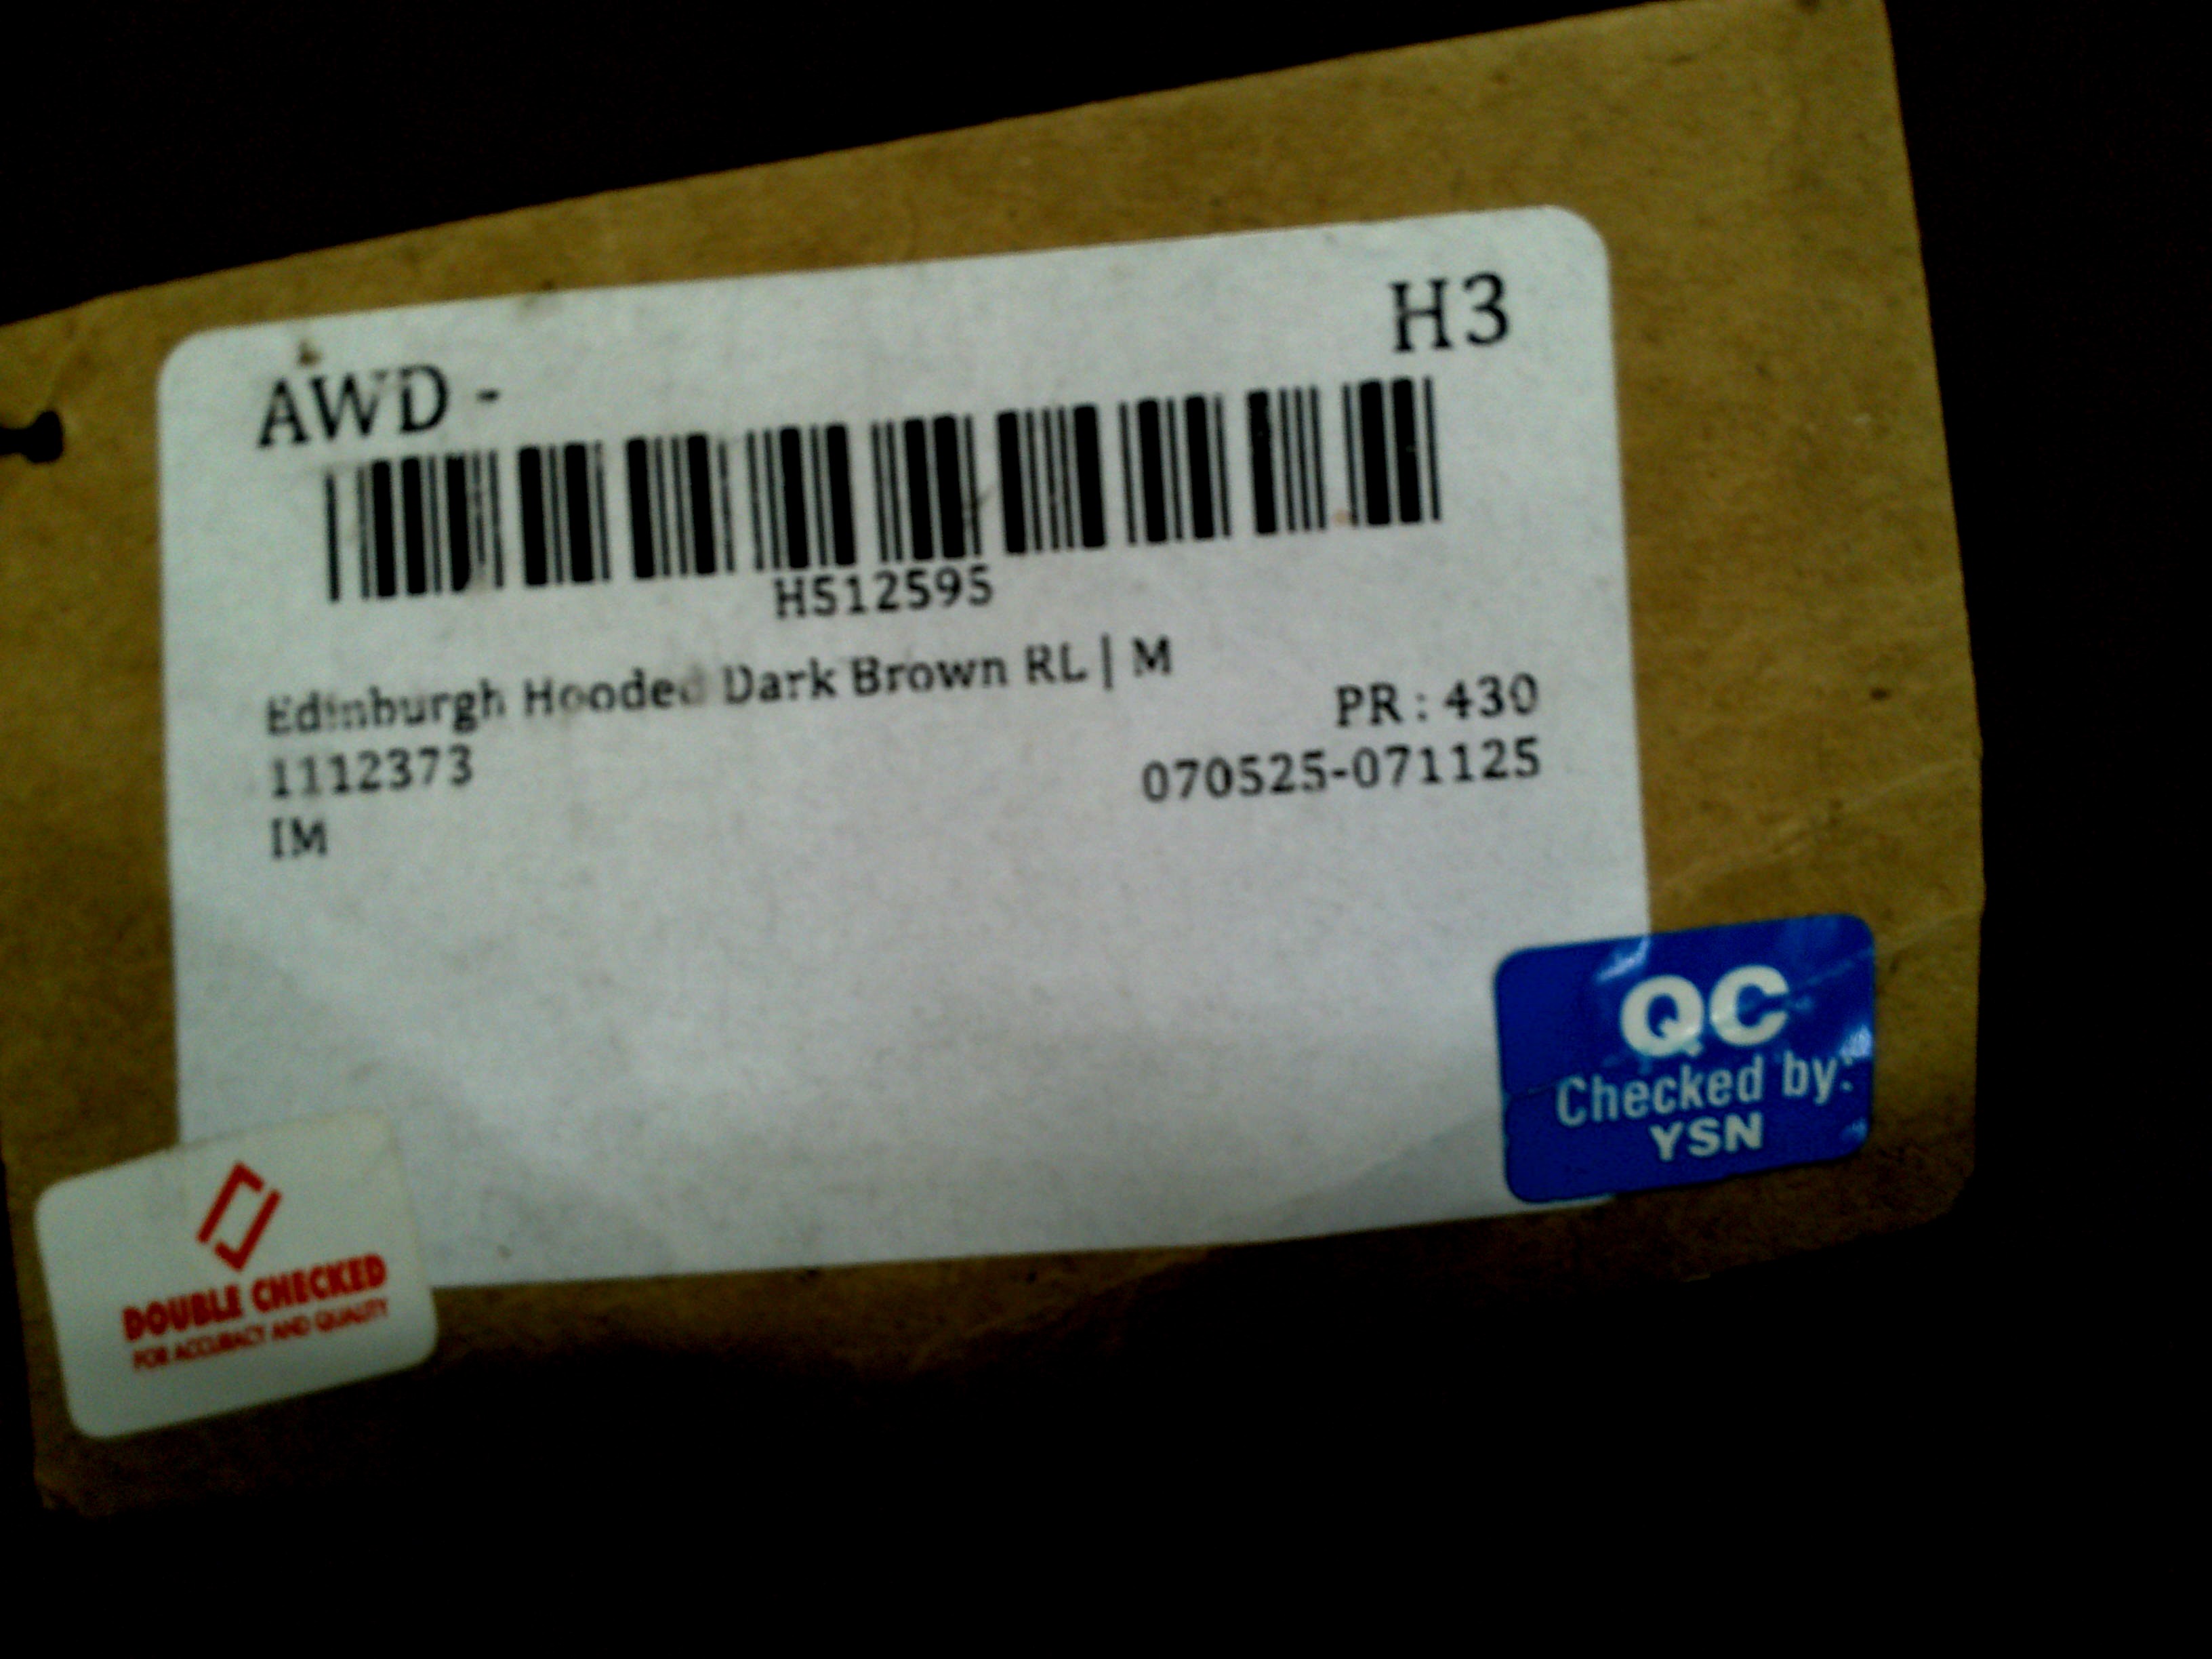 AWD - H3
H512595
Edinburgh Hooded Dark Brown RL | M
PR : 430
1112373 070525-071125
IM
QC
Checked by:
YSN
DOUBLE CHECKED
FOR ACCURACY AND QUALITY